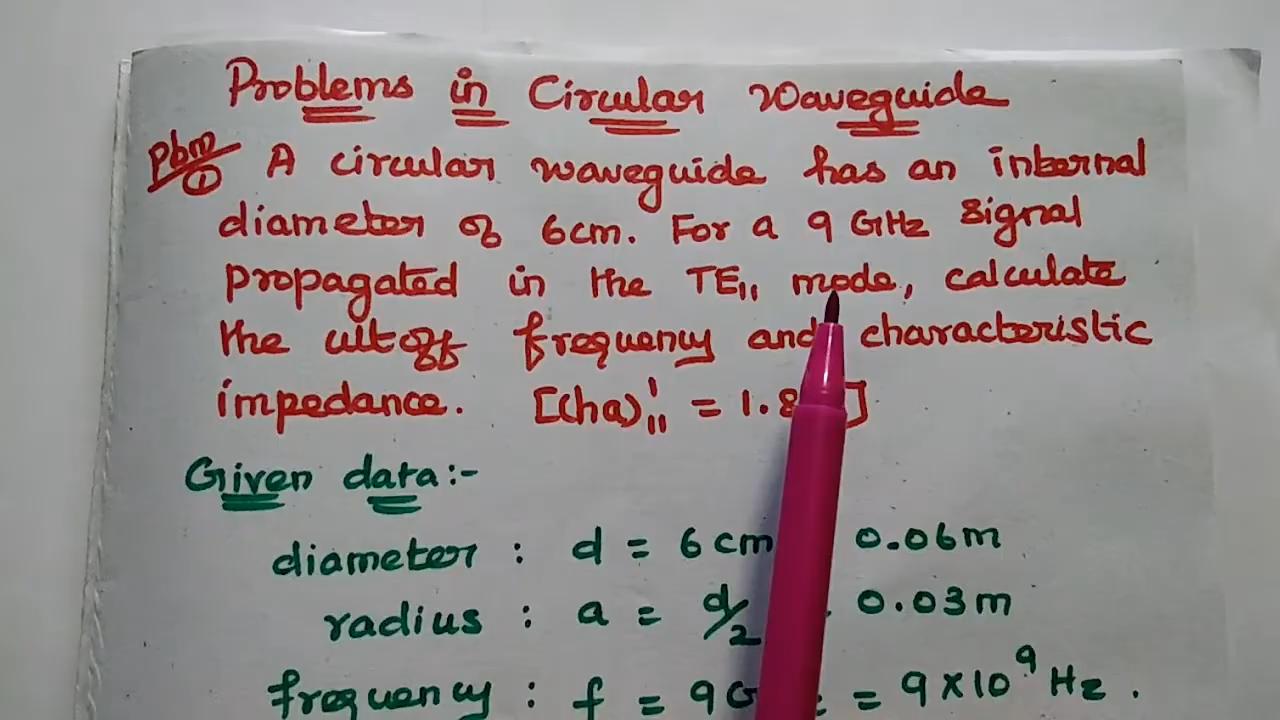 Problems in Circular Waveguide
Pbm/1 A circular waveguide has an internal
diameter of 6cm. For a 9 GHz signal
propagated in the TE₁₁ mode, calculate
the cutoff frequency and characteristic
impedance. [(ha)'₁₁ = 1.8 ]
Given data:-
diameter : d = 6cm 0.06m
radius : a = d/2 0.03m
frequency : f = 9G = 9×10⁹ Hz.